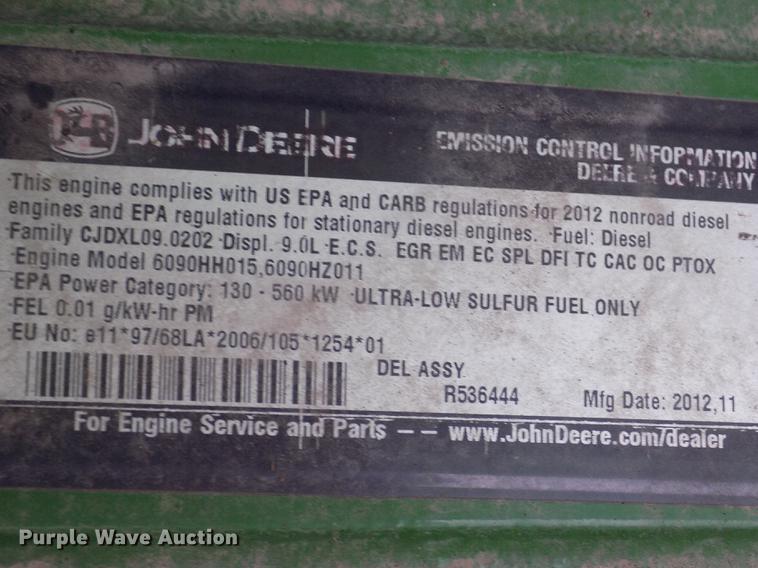 JOHN DEERE
EMISSION CONTROL INFORMATION
DEERE & COMPANY
·This engine complies with US EPA and CARB regulations for 2012 nonroad diesel
engines and EPA regulations for stationary diesel engines. ·Fuel: Diesel
·Family CJDXL09.0202 ·Displ. 9.0L ·E.C.S. EGR EM EC SPL DFI TC CAC OC PTOX
·Engine Model 6090HH015,6090HZ011
·EPA Power Category: 130 - 560 kW ·ULTRA-LOW SULFUR FUEL ONLY
·FEL 0.01 g/kW-hr PM
·EU No: e11*97/68LA*2006/105*1254*01
DEL ASSY
R536444
Mfg Date: 2012,11
For Engine Service and Parts –– www.JohnDeere.com/dealer
Purple Wave Auction